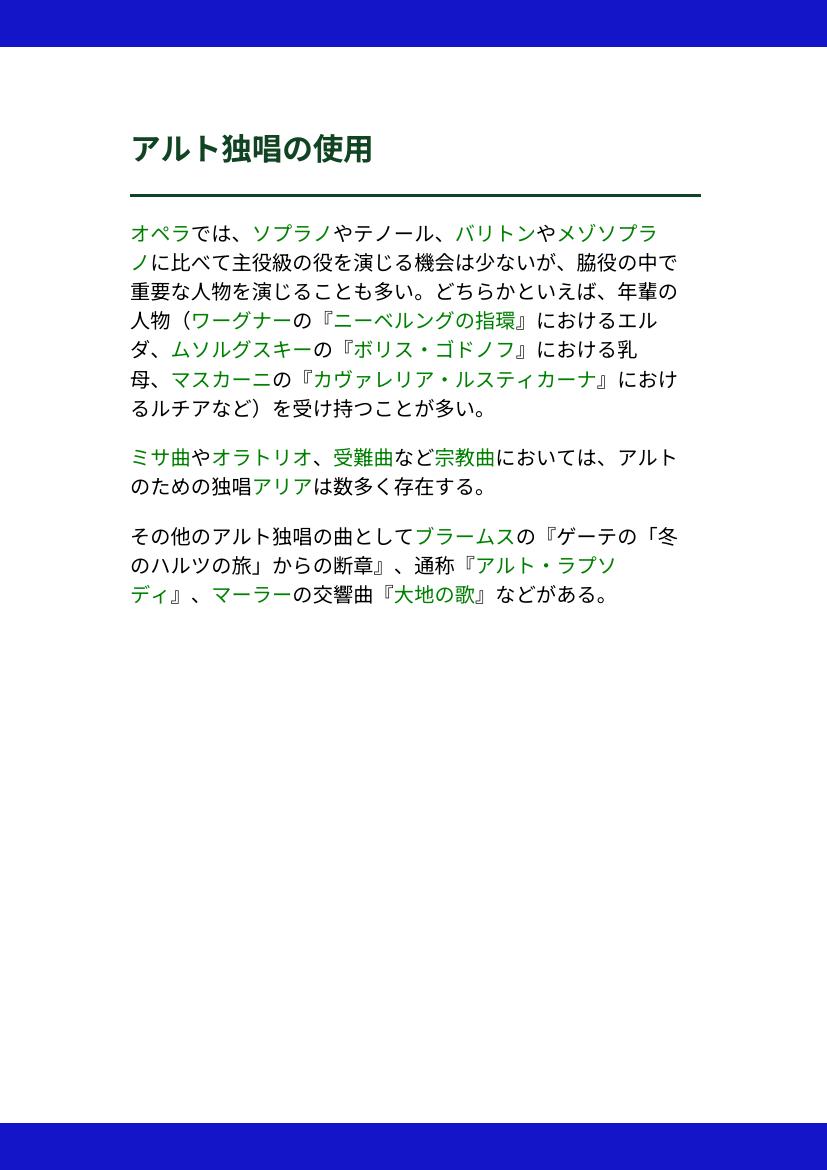 アルト独唱の使用
オペラでは、ソプラノやテノール、バリトンやメゾソプラ
ノに比べて主役級の役を演じる機会は少ないが、脇役の中で
重要な人物を演じることも多い。どちらかといえば、年輩の
人物（ワーグナーの『ニーベルングの指環』におけるエル
ダ、ムソルグスキーの『ボリス・ゴドノフ』における乳
母、マスカーニの『カヴァレリア・ルスティカーナ』におけ
るルチアなど）を受け持つことが多い。
ミサ曲やオラトリオ、受難曲など宗教曲においては、アルト
のための独唱アリアは数多く存在する。
その他のアルト独唱の曲としてブラームスの『ゲーテの「冬
のハルツの旅」からの断章』、通称『アルト・ラプソ
ディ』、マーラーの交響曲『大地の歌』などがある。